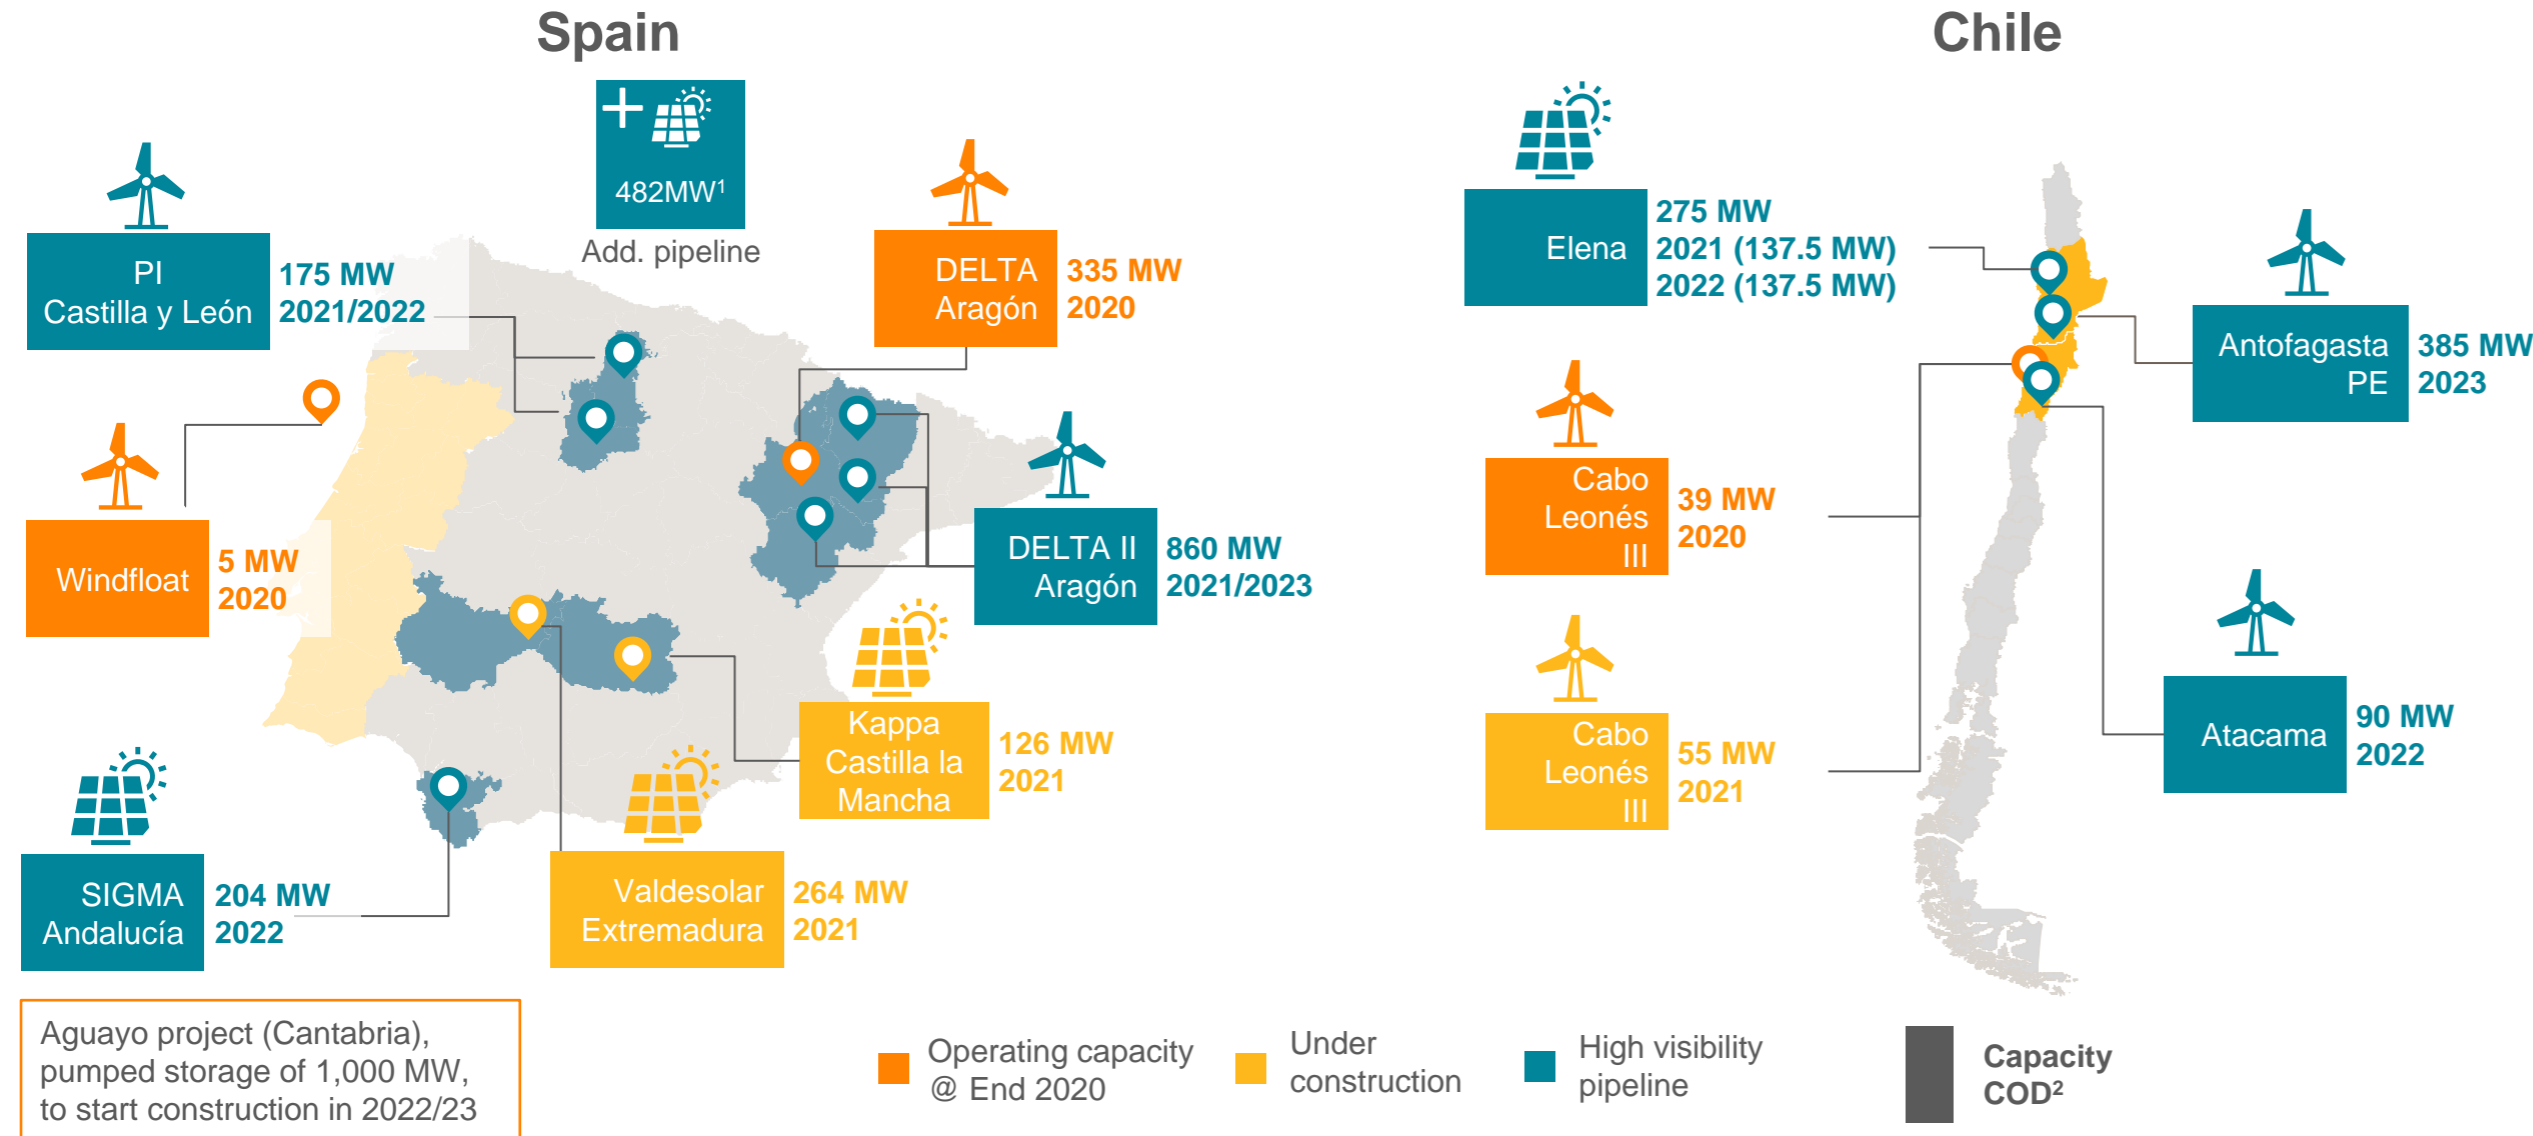 Spain
482MW¹
Add. pipeline
PI
Castilla y León
175 MW
2021/2022
DELTA
Aragón
335 MW
2020
Windfloat
5 MW
2020
DELTA II
Aragón
860 MW
2021/2023
Kappa
Castilla la
Mancha
126 MW
2021
SIGMA
Andalucía
204 MW
2022
Valdesolar
Extremadura
264 MW
2021
Aguayo project (Cantabria),
pumped storage of 1,000 MW,
to start construction in 2022/23
Chile
Elena
275 MW
2021 (137.5 MW)
2022 (137.5 MW)
Antofagasta
PE
385 MW
2023
Cabo
Leonés
III
39 MW
2020
Cabo
Leonés
III
55 MW
2021
Atacama
90 MW
2022
Operating capacity
@ End 2020
Under
construction
High visibility
pipeline
Capacity
COD²